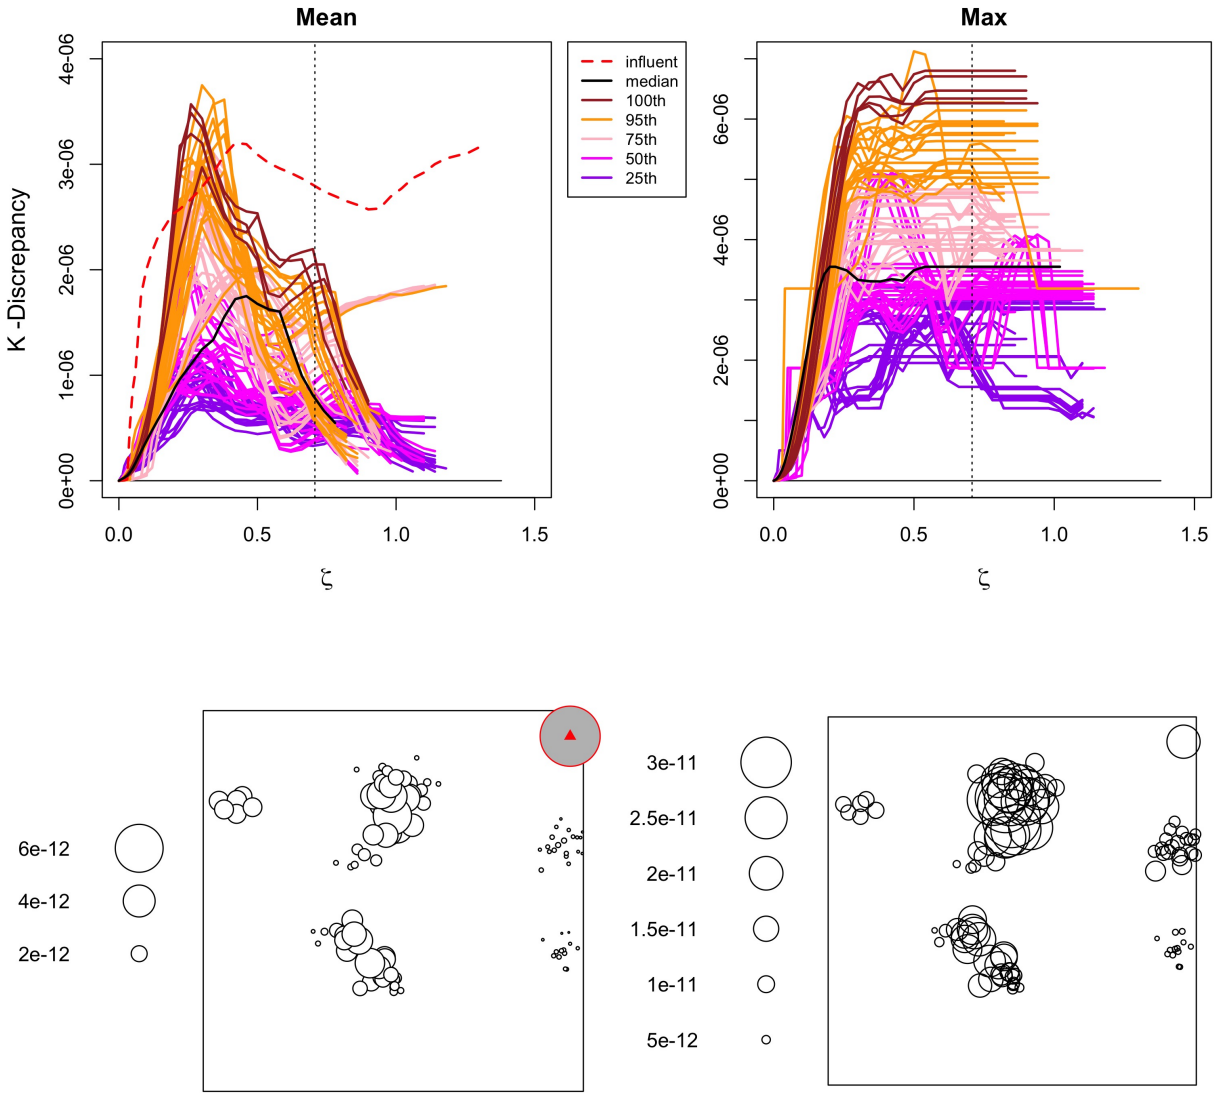 Mean
Max
K -Discrepancy
0e+00
1e-06
2e-06
3e-06
4e-06
0.0
0.5
1.0
1.5
ζ
influent
median
100th
95th
75th
50th
25th
0e+00
2e-06
4e-06
6e-06
0.0
0.5
1.0
1.5
ζ
6e-12
4e-12
2e-12
3e-11
2.5e-11
2e-11
1.5e-11
1e-11
5e-12